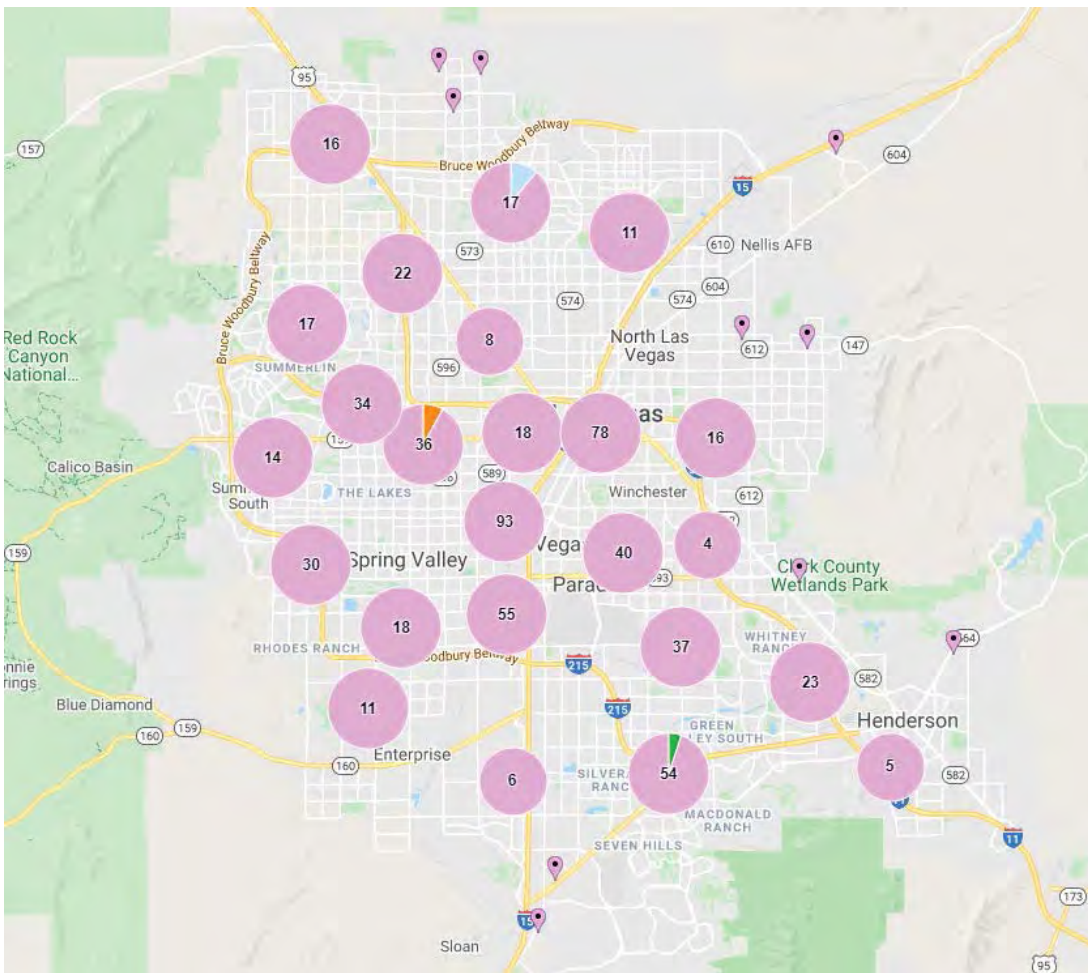 95
157
16
Bruce Woodbury Beltway
604
15
17
11
573
610
Nellis AFB
22
604
574
574
Bruce Woodbury Beltway
17
8
North Las
Vegas
612
147
Red Rock
Canyon
National...
SUMMERLIN
596
34
36
18
78
16
14
Calico Basin
589
South
THE LAKES
Winchester
612
93
Vega
40
4
159
30
Spring Valley
Clark County
Wetlands Park
55
18
37
WHITNEY
RHODES RANCH
215
23
582
11
215
Blue Diamond
159
160
Henderson
GREEN
LEY SOUTH
Enterprise
160
54
5
582
6
MACDONALD
RANCH
SEVEN HILLS
11
173
15
Sloan
95